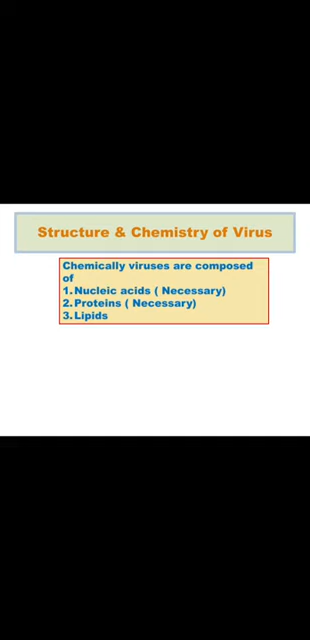 Structure & Chemistry of Virus
Chemically viruses are composed
of
1. Nucleic acids ( Necessary)
2. Proteins ( Necessary)
3. Lipids